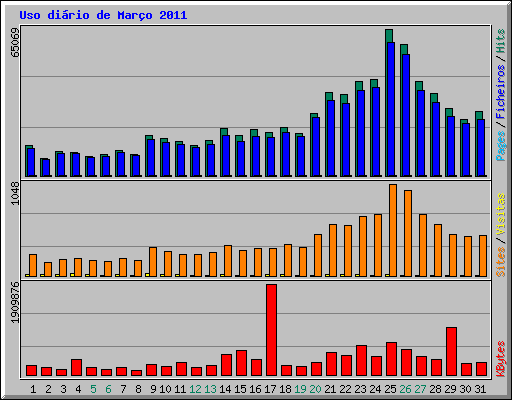 Uso diário de Março 2011
65069
Pages / Ficheiros / Hits
1048
Sites / Visitas
1909876
KBytes
1 2 3 4 5 6 7 8 9 10 11 12 13 14 15 16 17 18 19 20 21 22 23 24 25 26 27 28 29 30 31